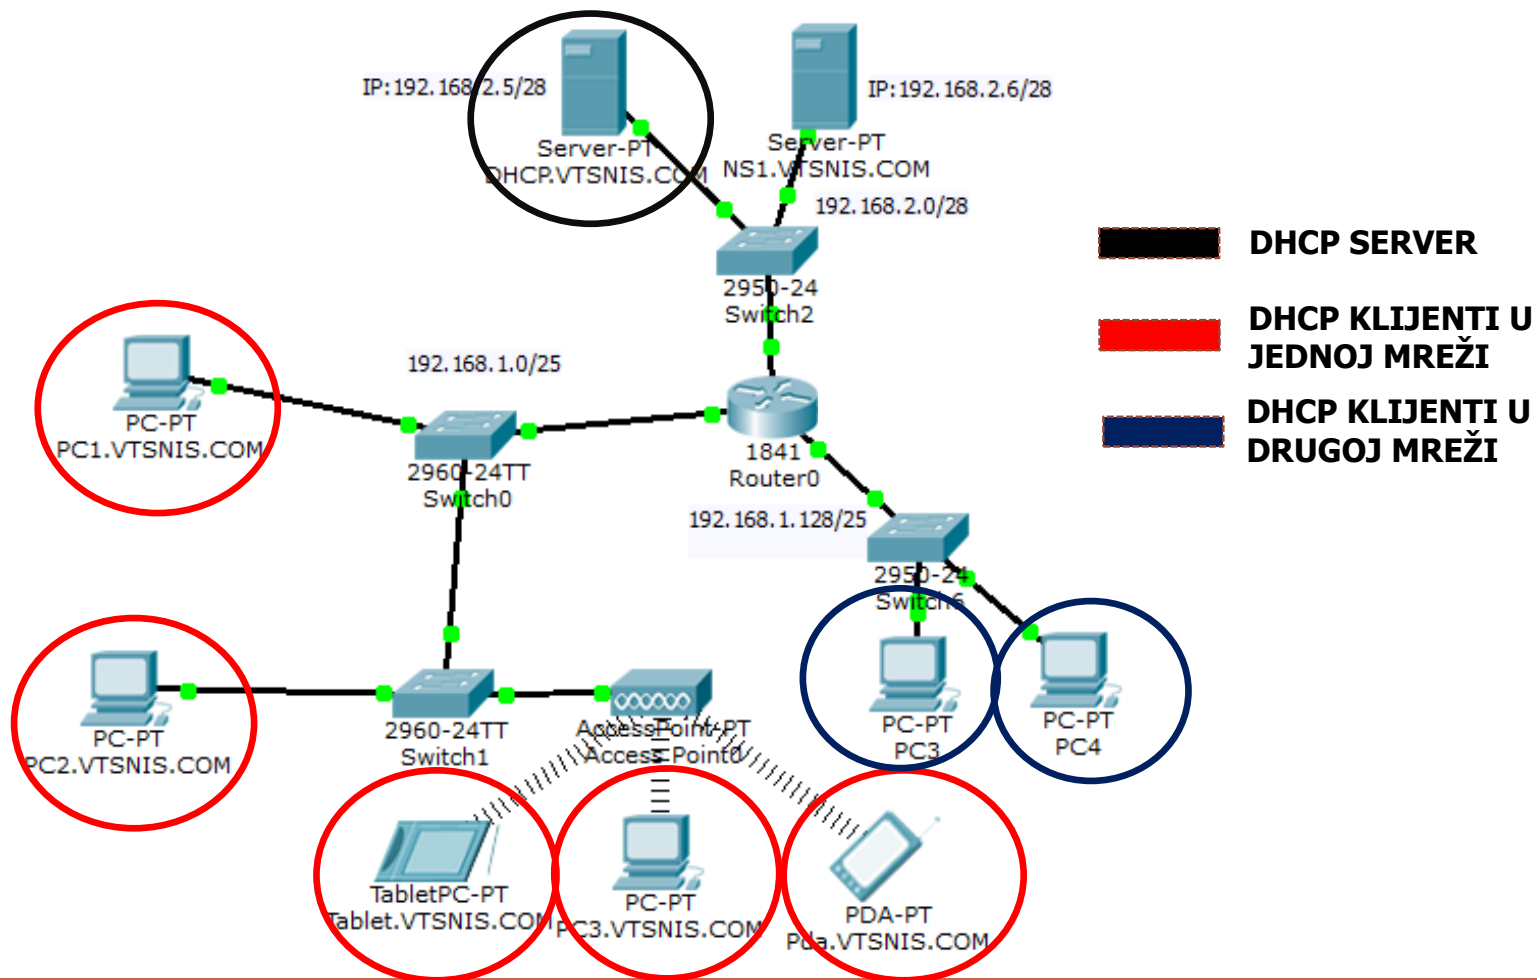 IP:192.168.2.5/28
IP:192.168.2.6/28
Server-PT
DHCP.VTSNIS.COM
Server-PT
NS1.VTSNIS.COM
192.168.2.0/28
2950-24
Switch2
DHCP SERVER
DHCP KLIJENTI U
JEDNOJ MREŽI
DHCP KLIJENTI U
DRUGOJ MREŽI
192.168.1.0/25
PC-PT
PC1.VTSNIS.COM
2960-24TT
Switch0
1841
Router0
192.168.1.128/25
2950-24
Switch6
PC-PT
PC2.VTSNIS.COM
2960-24TT
Switch1
AccessPoint-PT
Access Point0
PC-PT
PC3
PC-PT
PC4
TabletPC-PT
Tablet.VTSNIS.COM
PC-PT
PC3.VTSNIS.COM
PDA-PT
Pda.VTSNIS.COM